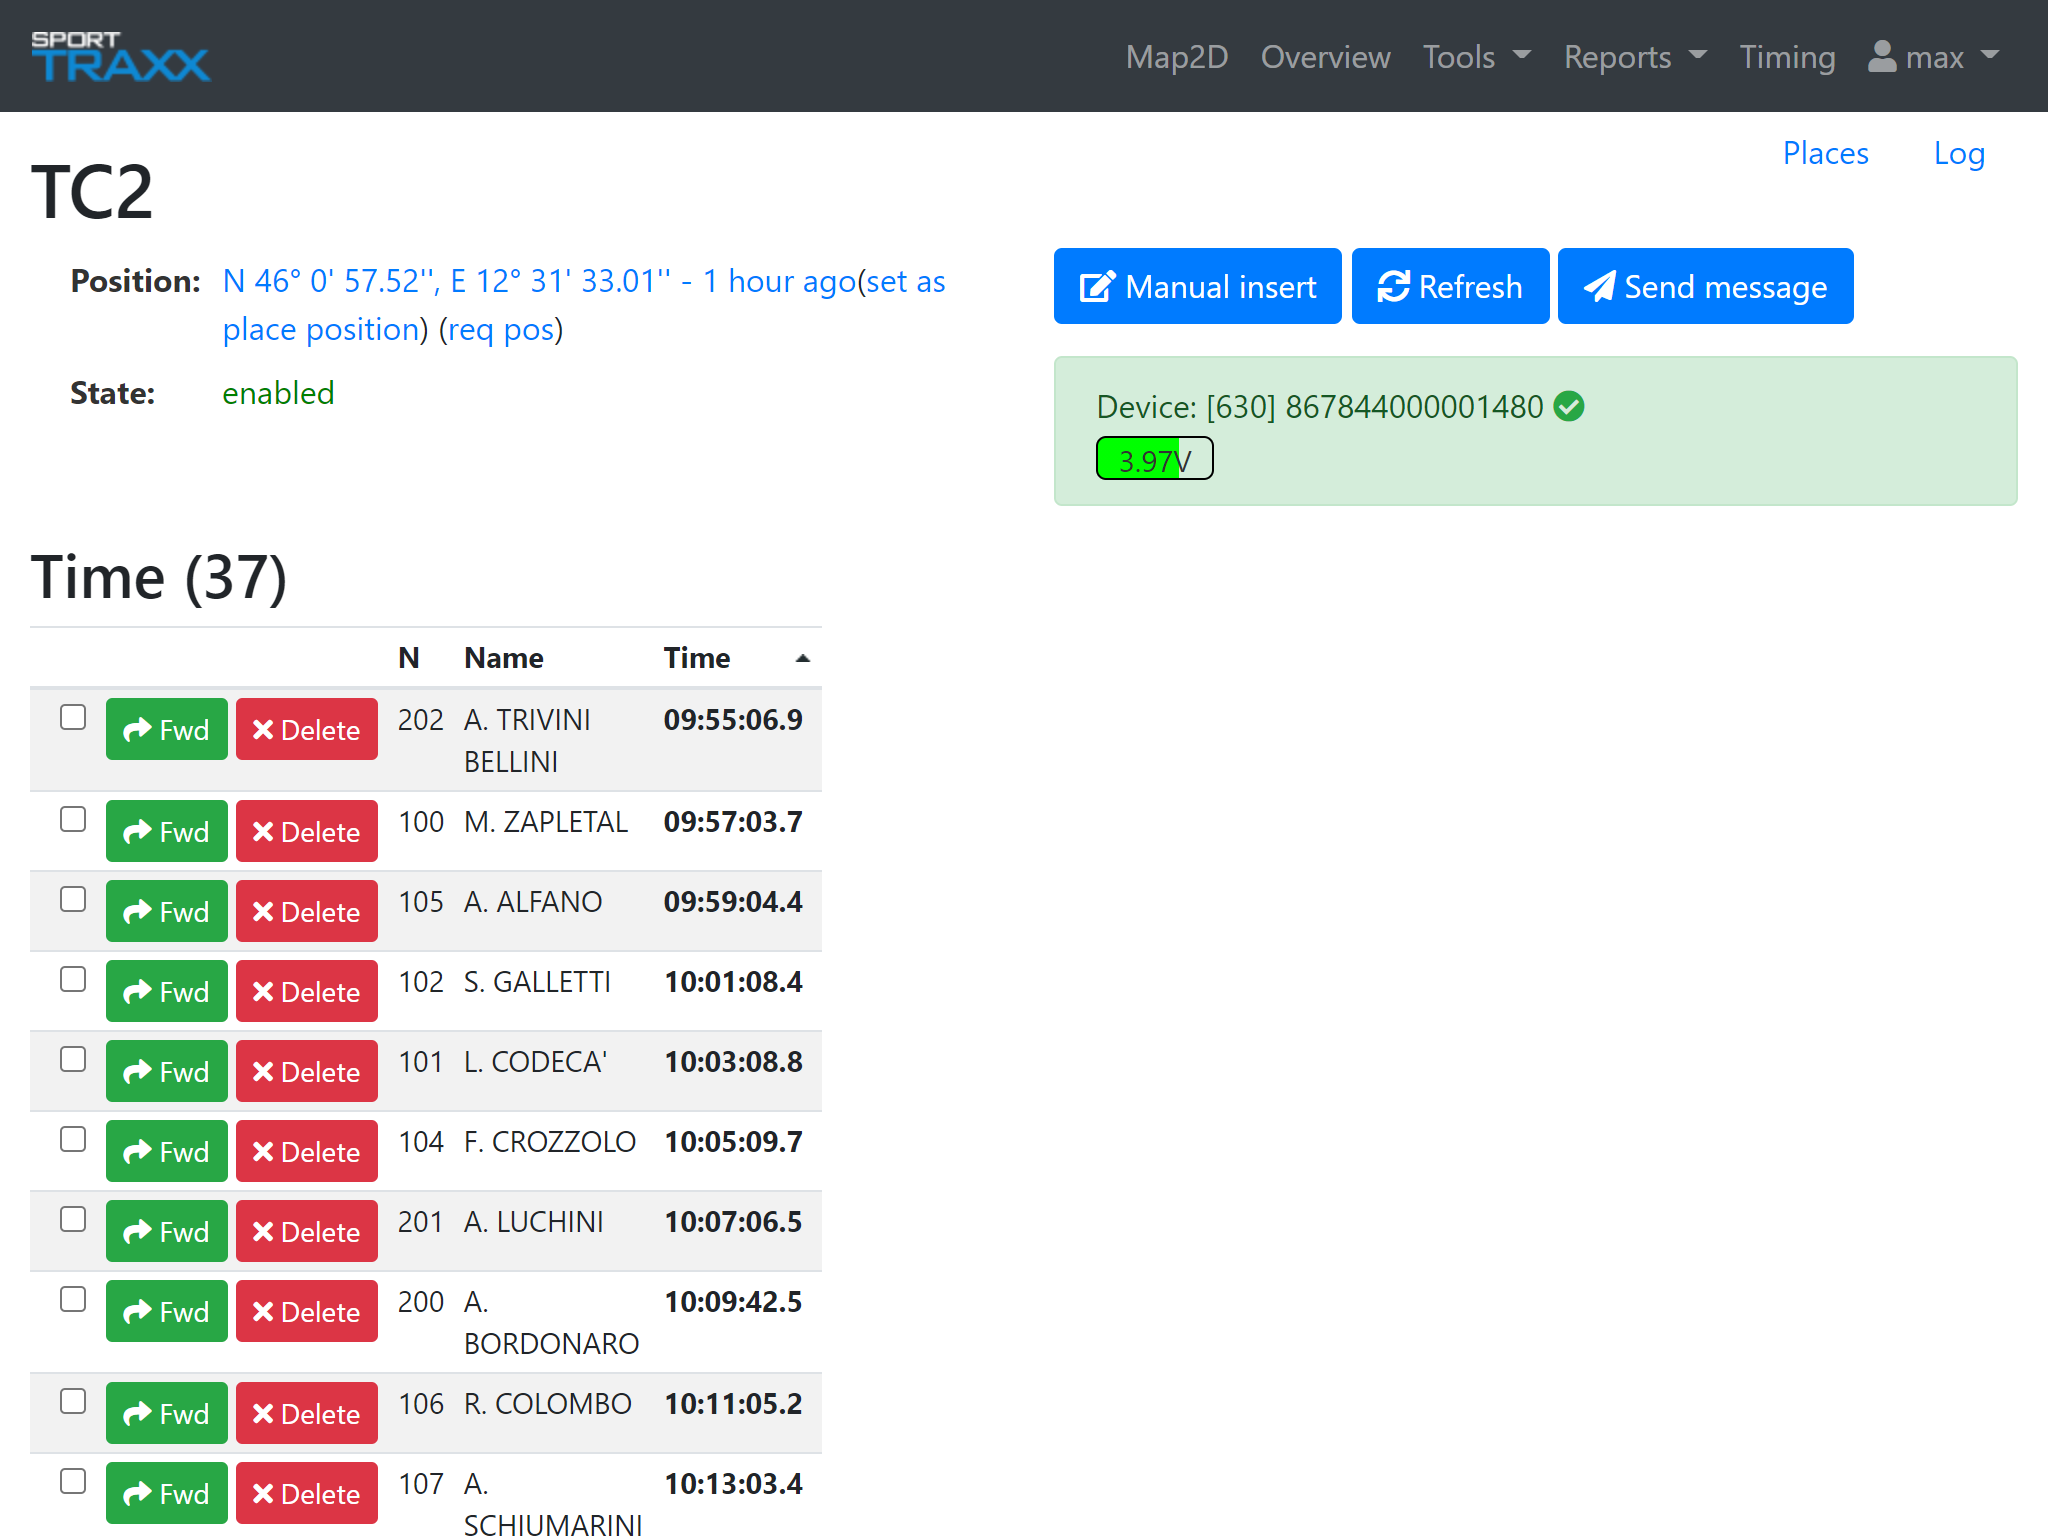 SPORT
TRAXX
Map2D Overview Tools Reports Timing max
Places Log
TC2
Position: N 46° 0' 57.52'', E 12° 31' 33.01'' - 1 hour ago(set as
place position) (req pos)
State: enabled
Manual insert Refresh Send message
Device: [630] 867844000001480
3.97V
Time (37)
N Name Time
Fwd Delete 202 A. TRIVINI 09:55:06.9
BELLINI
Fwd Delete 100 M. ZAPLETAL 09:57:03.7
Fwd Delete 105 A. ALFANO 09:59:04.4
Fwd Delete 102 S. GALLETTI 10:01:08.4
Fwd Delete 101 L. CODECA' 10:03:08.8
Fwd Delete 104 F. CROZZOLO 10:05:09.7
Fwd Delete 201 A. LUCHINI 10:07:06.5
Fwd Delete 200 A. 10:09:42.5
BORDONARO
Fwd Delete 106 R. COLOMBO 10:11:05.2
Fwd Delete 107 A. 10:13:03.4
SCHIUMARINI